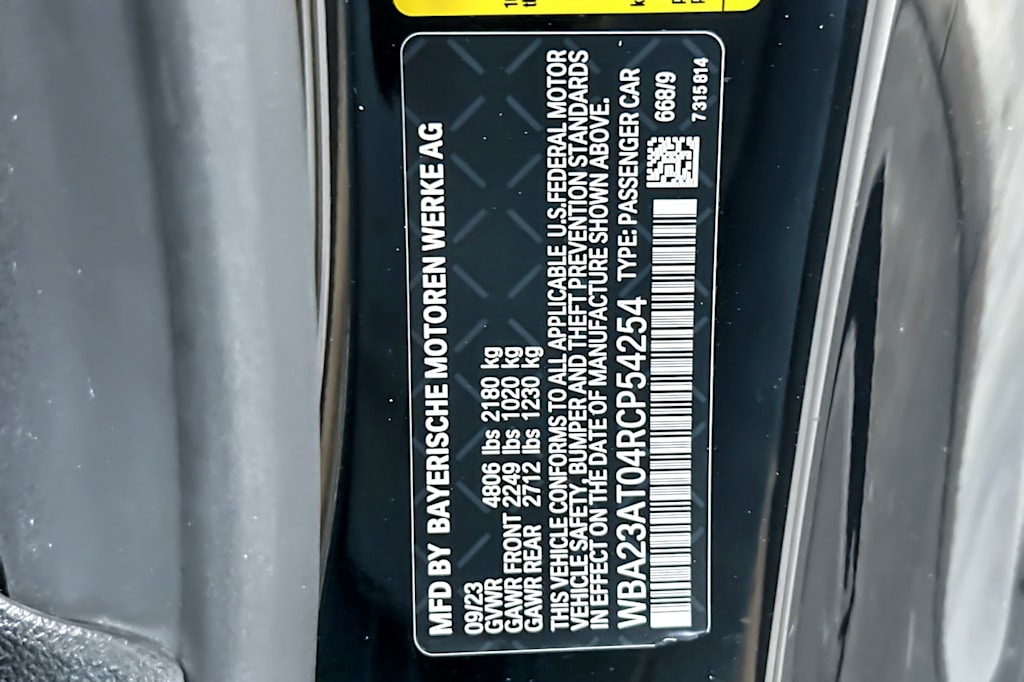 MFD BY BAYERISCHE MOTOREN WERKE AG
09/23
GVWR 4806 lbs 2180 kg
GAWR FRONT 2249 lbs 1020 kg
GAWR REAR 2712 lbs 1230 kg
THIS VEHICLE CONFORMS TO ALL APPLICABLE U.S.FEDERAL MOTOR
VEHICLE SAFETY, BUMPER AND THEFT PREVENTION STANDARDS
IN EFFECT ON THE DATE OF MANUFACTURE SHOWN ABOVE.
WBA23AT04RCP54254 TYPE: PASSENGER CAR
668/9
7315814